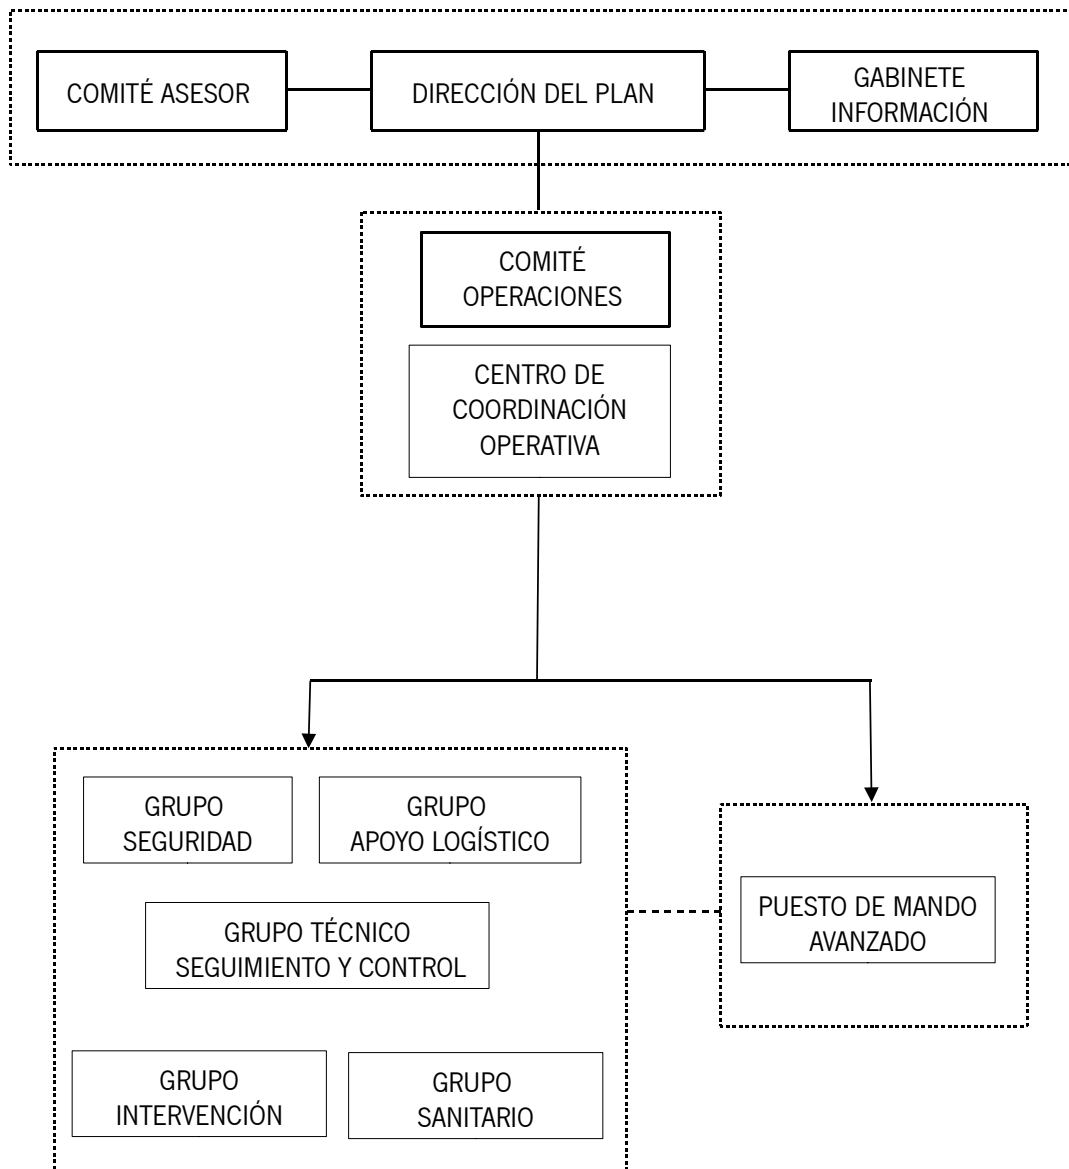 COMITÉ ASESOR
DIRECCIÓN DEL PLAN
GABINETE
INFORMACIÓN
COMITÉ
OPERACIONES
CENTRO DE
COORDINACIÓN
OPERATIVA
GRUPO
SEGURIDAD
GRUPO
APOYO LOGÍSTICO
GRUPO TÉCNICO
SEGUIMIENTO Y CONTROL
PUESTO DE MANDO
AVANZADO
GRUPO
INTERVENCIÓN
GRUPO
SANITARIO